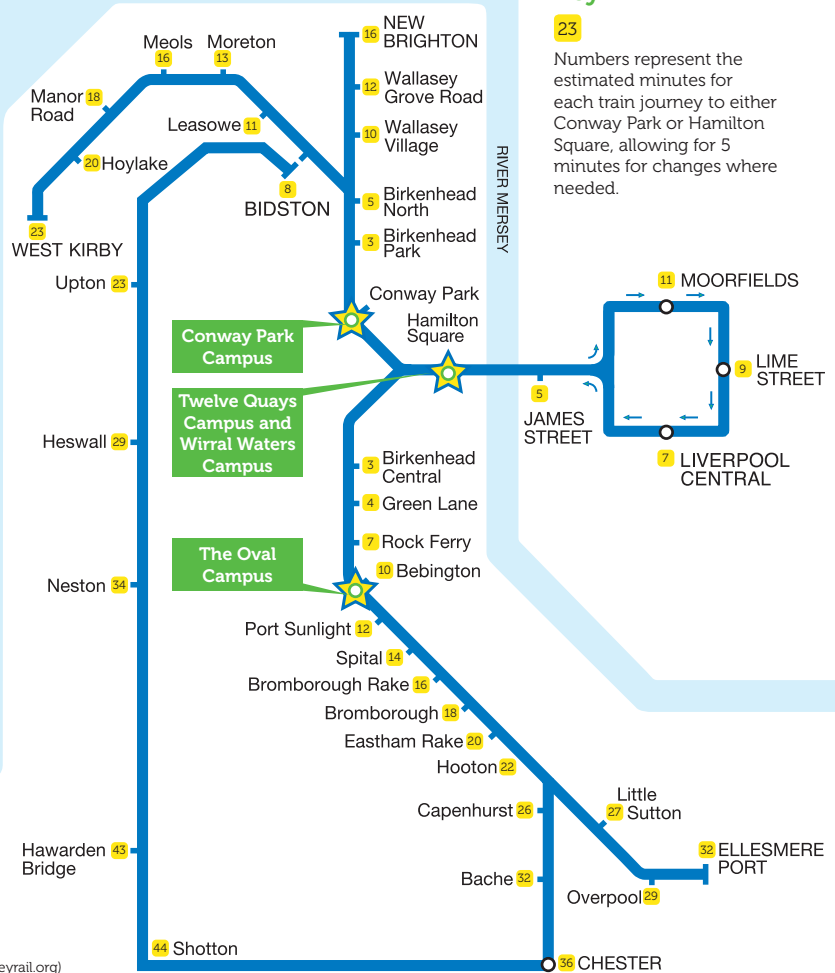 23
Numbers represent the
estimated minutes for
each train journey to either
Conway Park or Hamilton
Square, allowing for 5
minutes for changes where
needed.
16 NEW
BRIGHTON
12 Wallasey
Grove Road
10 Wallasey
Village
5 Birkenhead
North
3 Birkenhead
Park
Conway Park
Hamilton
Square
Meols
16
Moreton
13
Manor 18
Road
Leasowe 11
20 Hoylake
8
BIDSTON
23
WEST KIRBY
Upton 23
Heswall 29
Neston 34
Hawarden 43
Bridge
44 Shotton
RIVER MERSEY
Conway Park
Campus
Twelve Quays
Campus and
Wirral Waters
Campus
The Oval
Campus
5
JAMES
STREET
11 MOORFIELDS
9 LIME
STREET
7 LIVERPOOL
CENTRAL
3 Birkenhead
Central
4 Green Lane
7 Rock Ferry
10 Bebington
Port Sunlight 12
Spital 14
Bromborough Rake 16
Bromborough 18
Eastham Rake 20
Hooton 22
Capenhurst 26
Bache 32
36 CHESTER
Little
27 Sutton
Overpool 29
32 ELLESMERE
PORT
eyrail.org)